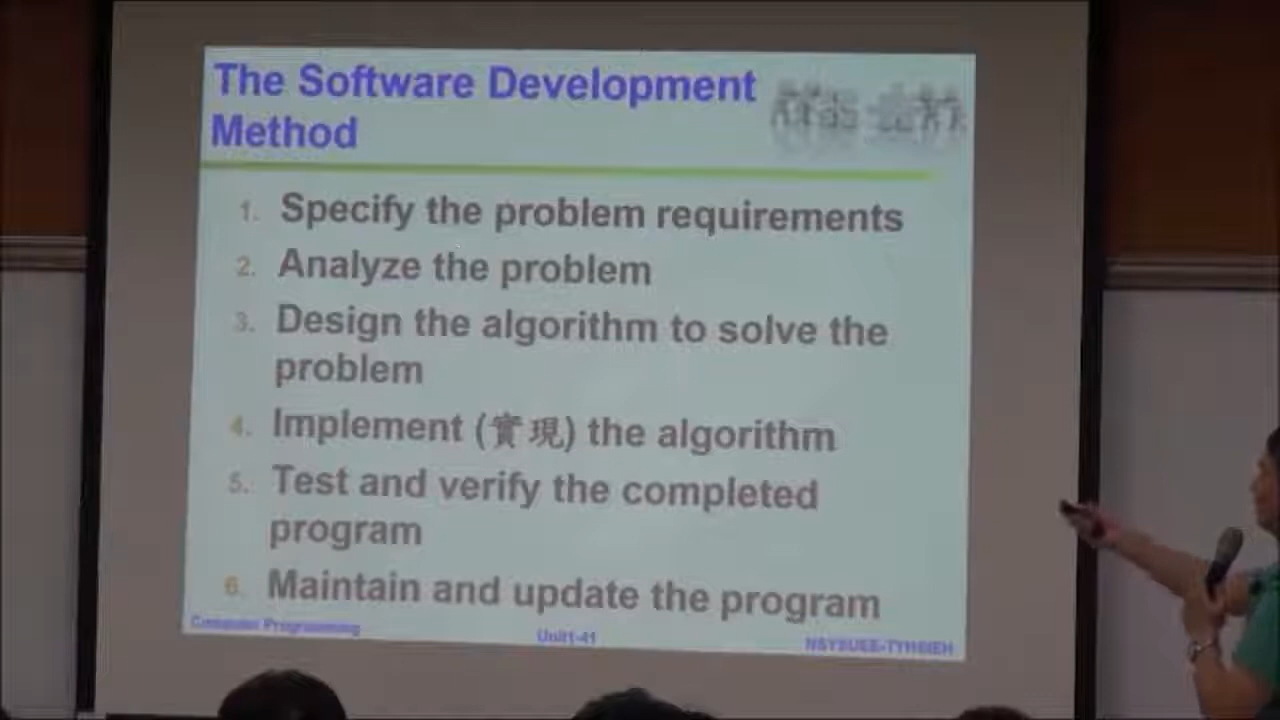 The Software Development
Method
1. Specify the problem requirements
2. Analyze the problem
3. Design the algorithm to solve the
problem
4. Implement (實現) the algorithm
5. Test and verify the completed
program
6. Maintain and update the program
Computer Programming
Unit1-41
NSYSUEE-TYHSIEH